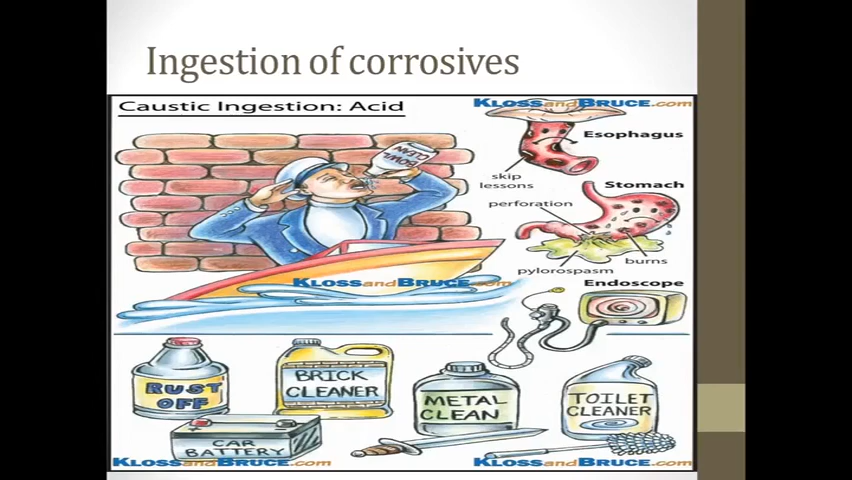 Ingestion of corrosives
Caustic Ingestion: Acid
KLOSSandBRUCE.com
Esophagus
skip
lessons
BOWL
CLEAN
Stomach
perforation
burns
pylorospasm
KLOSSandBRUCE.com
Endoscope
RUST
OFF
BRICK
CLEANER
METAL
CLEAN
TOILET
CLEANER
CAR
BATTERY
KLOSSandBRUCE.com
KLOSSandBRUCE.com